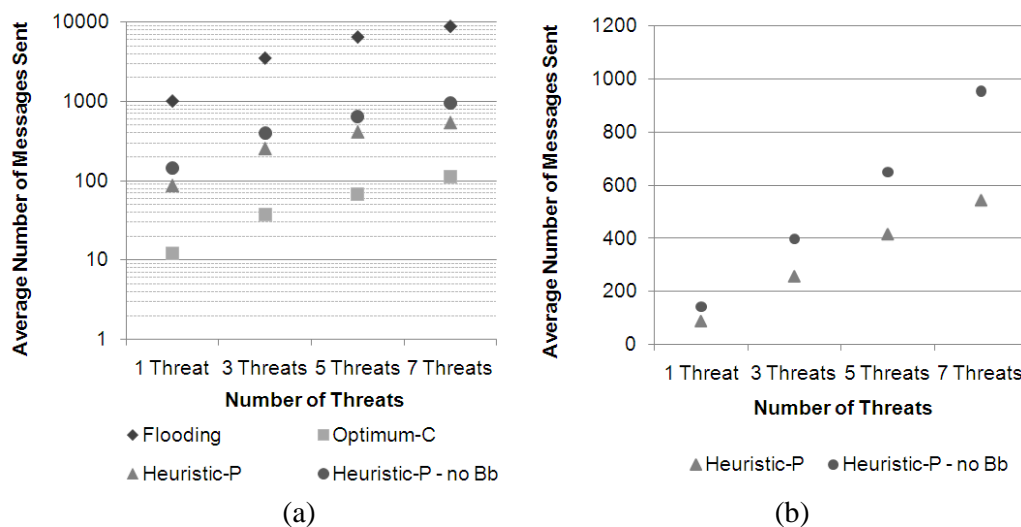 Average Number of Messages Sent
10000
1000
100
10
1
1 Threat 3 Threats 5 Threats 7 Threats
Number of Threats
Flooding Optimum-C
Heuristic-P Heuristic-P - no Bb
(a)
Average Number of Messages Sent
1200
1000
800
600
400
200
0
1 Threat 3 Threats 5 Threats 7 Threats
Number of Threats
Heuristic-P Heuristic-P - no Bb
(b)